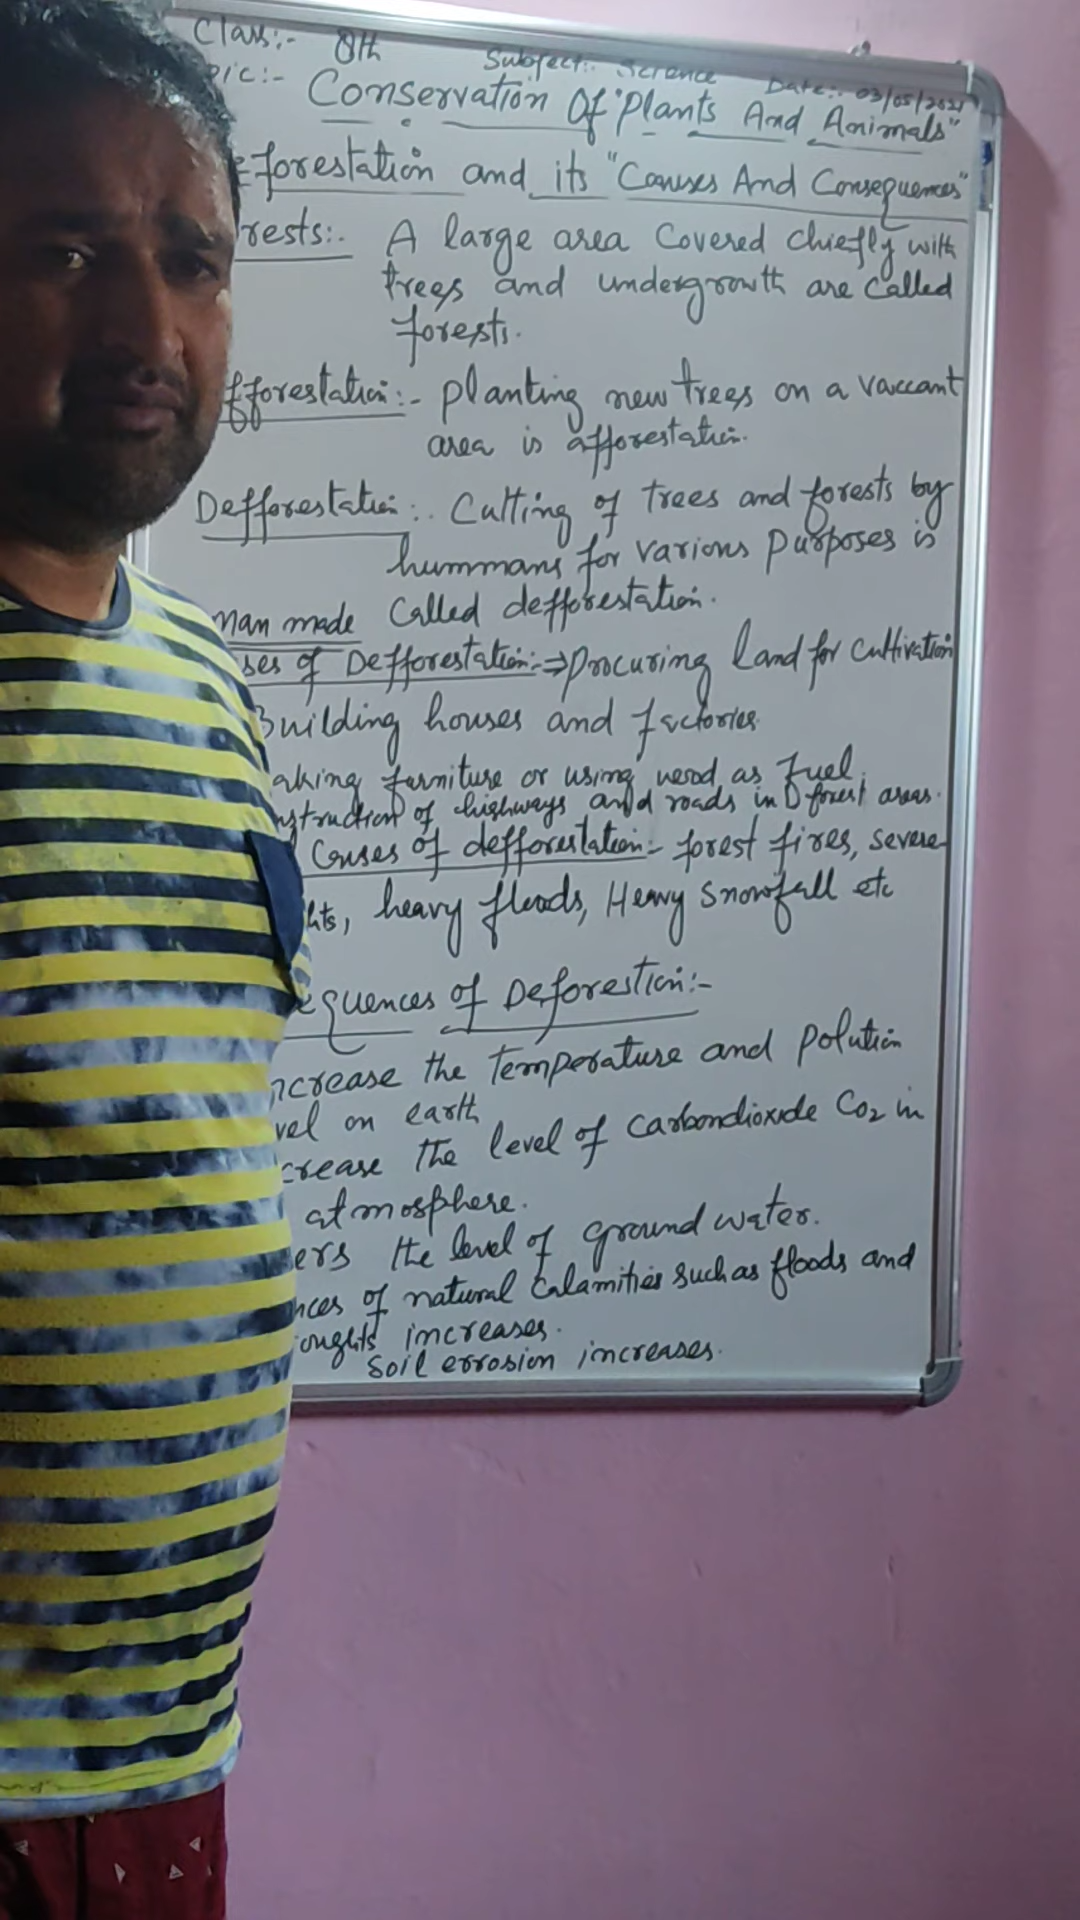 Class:- 8th Subject:- Science Date:- 03/05/2021
pic:- Conservation Of "Plants And Animals"
eforestation and its "Causes And Consequences"
rests:- A large area Covered chiefly with
trees and undergrowth are called
forests.
fforestation:- planting new trees on a vaccant
area is afforestation.
Defforestation:- Cutting of trees and forests by
hummans for various purposes is
man made Called defforestation.
ses of Defforestation:-⇒procuring land for cultivation
Building houses and factories
aking furniture or using wood as fuel.
nstruction of highways and roads in forest areas.
Causes of defforestation:- forest fires, severe
hts, heavy floods, Heavy snowfall etc
equences of Deforestion:-
ncrease the temperature and polution
vel on earth
crease the level of carbondioxide Co2 in
atmosphere.
ers the level of ground water.
nces of natural Calamities such as floods and
oughts increases.
Soil errosion increases.